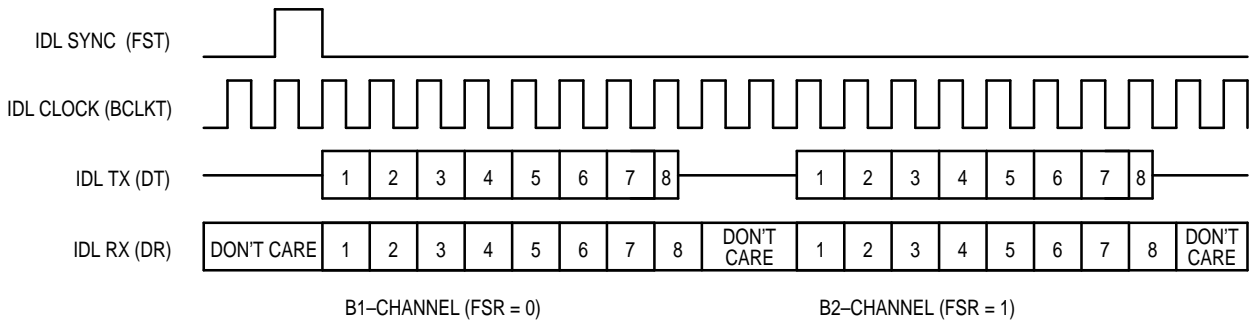 IDL SYNC (FST)
IDL CLOCK (BCLKT)
IDL TX (DT)
1 2 3 4 5 6 7 8 1 2 3 4 5 6 7 8
IDL RX (DR)
DON'T CARE 1 2 3 4 5 6 7 8 DON'T CARE 1 2 3 4 5 6 7 8 DON'T CARE
B1–CHANNEL (FSR = 0) B2–CHANNEL (FSR = 1)